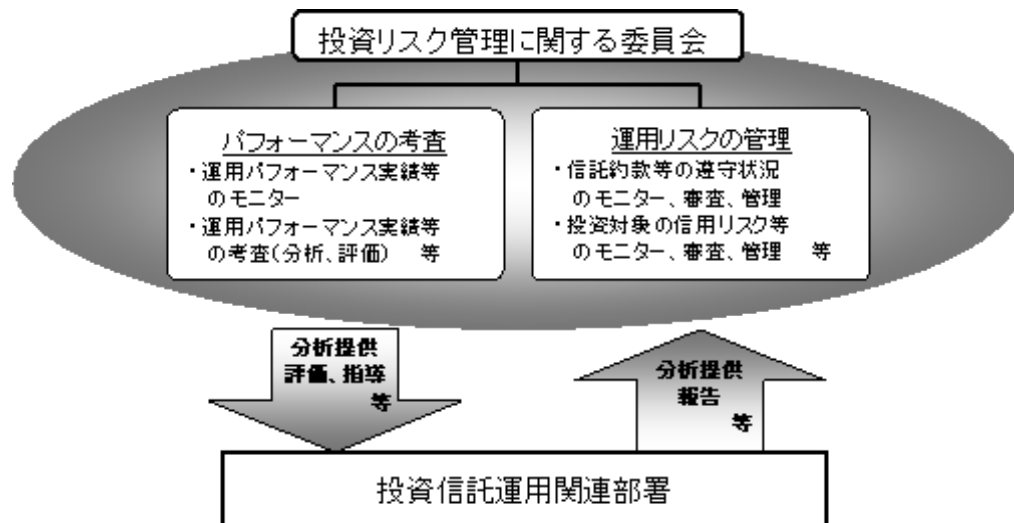 投資リスク管理に関する委員会
パフォーマンスの考査
・運用パフォーマンス実績等
のモニター
・運用パフォーマンス実績等
の考査(分析、評価) 等
運用リスクの管理
・信託約款等の遵守状況
のモニター、審査、管理
・投資対象の信用リスク等
のモニター、審査、管理 等
分析提供
評価、指導
等
分析提供
報告
等
投資信託運用関連部署